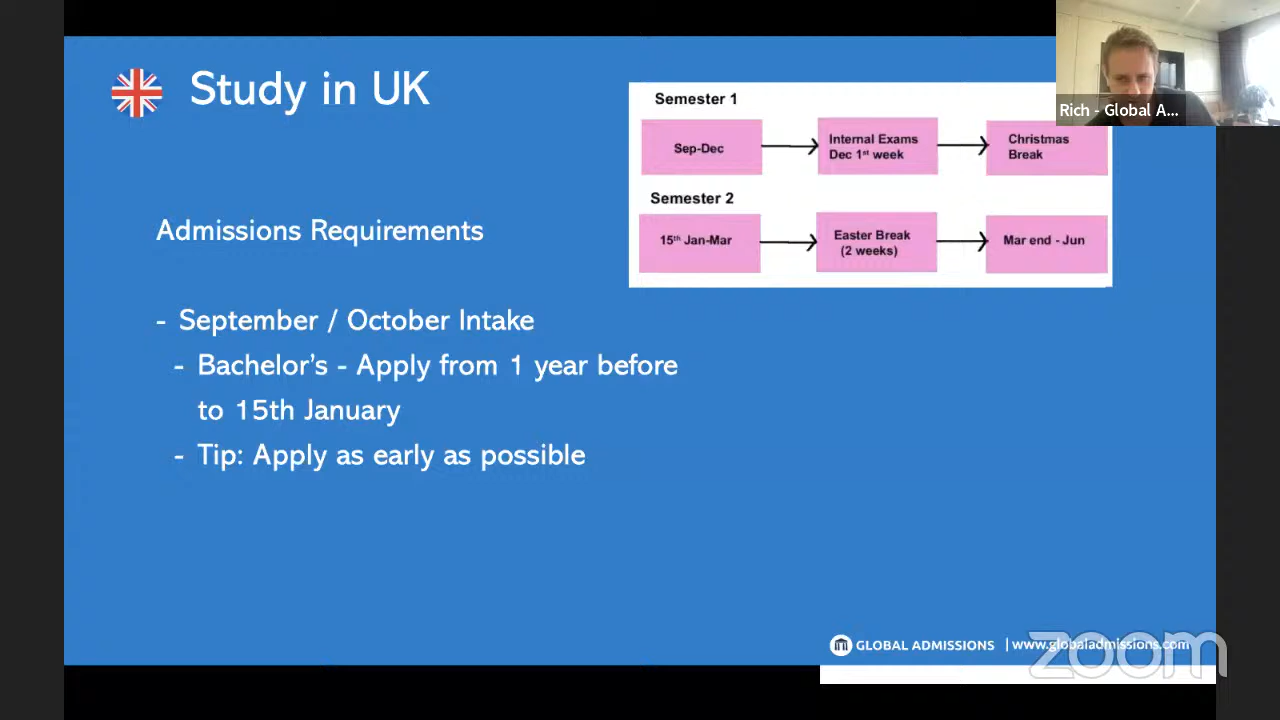 Study in UK
Semester 1
Sep-Dec
Internal Exams
Dec 1st week
Christmas
Break
Semester 2
15th Jan-Mar
Easter Break
(2 weeks)
Mar end - Jun
Rich - Global A...
Admissions Requirements
- September / October Intake
- Bachelor's - Apply from 1 year before
to 15th January
- Tip: Apply as early as possible
GLOBAL ADMISSIONS | www.globaladmissions.com
zoom